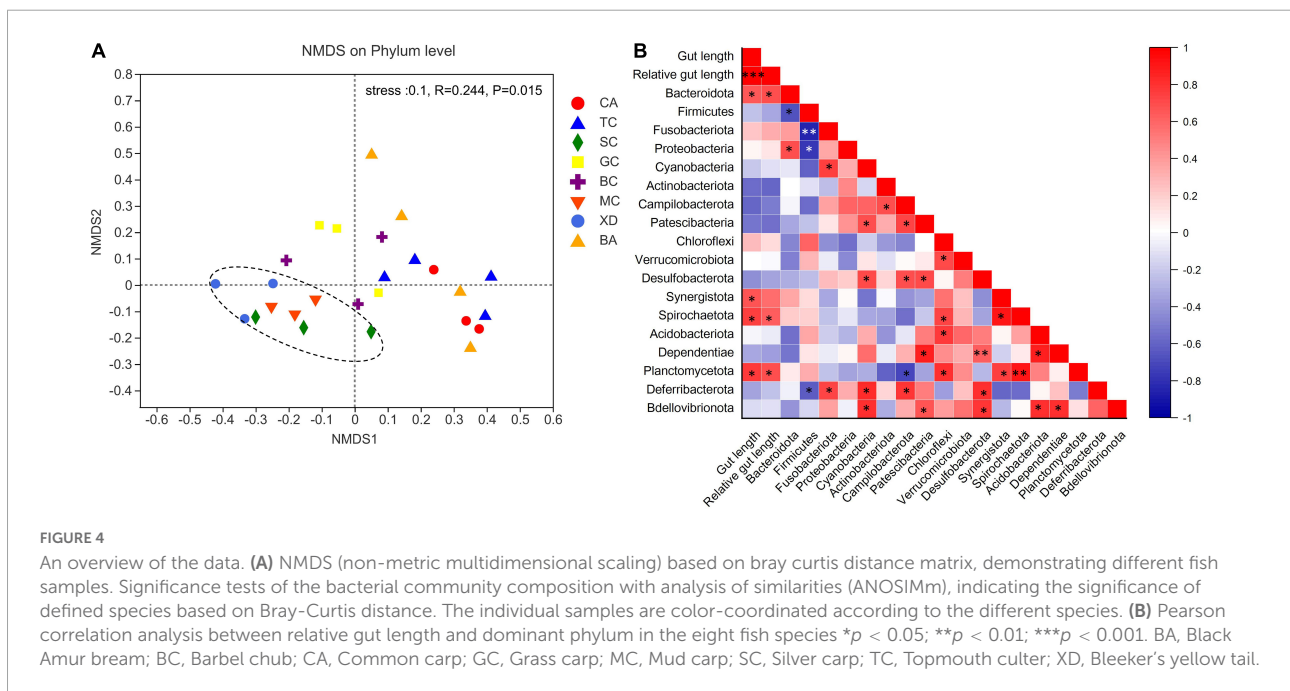 A
NMDS on Phylum level
stress :0.1, R=0.244, P=0.015
0.8
0.7
0.6
0.5
0.4
0.3
0.2
0.1
0
-0.1
-0.2
-0.3
-0.4
NMDS2
-0.6 -0.5 -0.4 -0.3 -0.2 -0.1 0 0.1 0.2 0.3 0.4 0.5 0.6
NMDS1
CA
TC
SC
GC
BC
MC
XD
BA
B
Gut length
Relative gut length
Bacteroidota
Firmicutes
Fusobacteriota
Proteobacteria
Cyanobacteria
Actinobacteriota
Campilobacterota
Patescibacteria
Chloroflexi
Verrucomicrobiota
Desulfobacterota
Synergistota
Spirochaetota
Acidobacteriota
Dependentiae
Planctomycetota
Deferribacterota
Bdellovibrionota
Gut length
Relative gut length
Bacteroidota
Firmicutes
Fusobacteriota
Proteobacteria
Cyanobacteria
Actinobacteriota
Campilobacterota
Patescibacteria
Chloroflexi
Verrucomicrobiota
Desulfobacterota
Synergistota
Spirochaetota
Acidobacteriota
Dependentiae
Planctomycetota
Deferribacterota
Bdellovibrionota
1
0.8
0.6
0.4
0.2
0
-0.2
-0.4
-0.6
-0.8
-1
FIGURE 4
An overview of the data. (A) NMDS (non-metric multidimensional scaling) based on bray curtis distance matrix, demonstrating different fish
samples. Significance tests of the bacterial community composition with analysis of similarities (ANOSIMm), indicating the significance of
defined species based on Bray-Curtis distance. The individual samples are color-coordinated according to the different species. (B) Pearson
correlation analysis between relative gut length and dominant phylum in the eight fish species *p < 0.05; **p < 0.01; ***p < 0.001. BA, Black
Amur bream; BC, Barbel chub; CA, Common carp; GC, Grass carp; MC, Mud carp; SC, Silver carp; TC, Topmouth culter; XD, Bleeker's yellow tail.